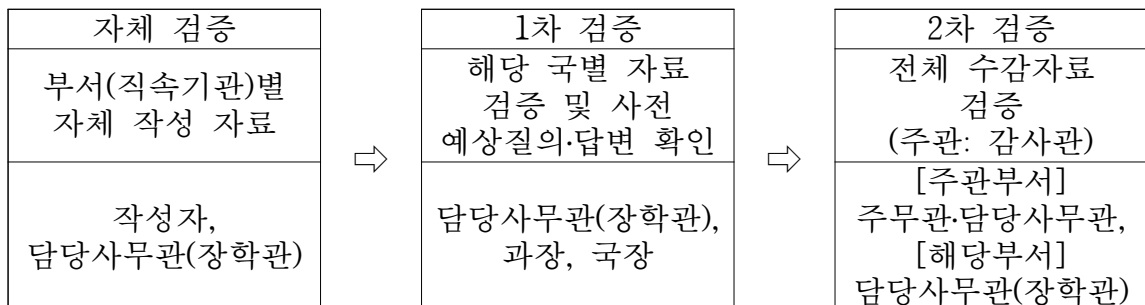 자체 검증
부서(직속기관)별
자체 작성 자료
작성자,
담당사무관(장학관)
⇨
1차 검증
해당 국별 자료
검증 및 사전
예상질의·답변 확인
담당사무관(장학관),
과장, 국장
⇨
2차 검증
전체 수감자료
검증
(주관: 감사관)
[주관부서]
주무관·담당사무관,
[해당부서]
담당사무관(장학관)